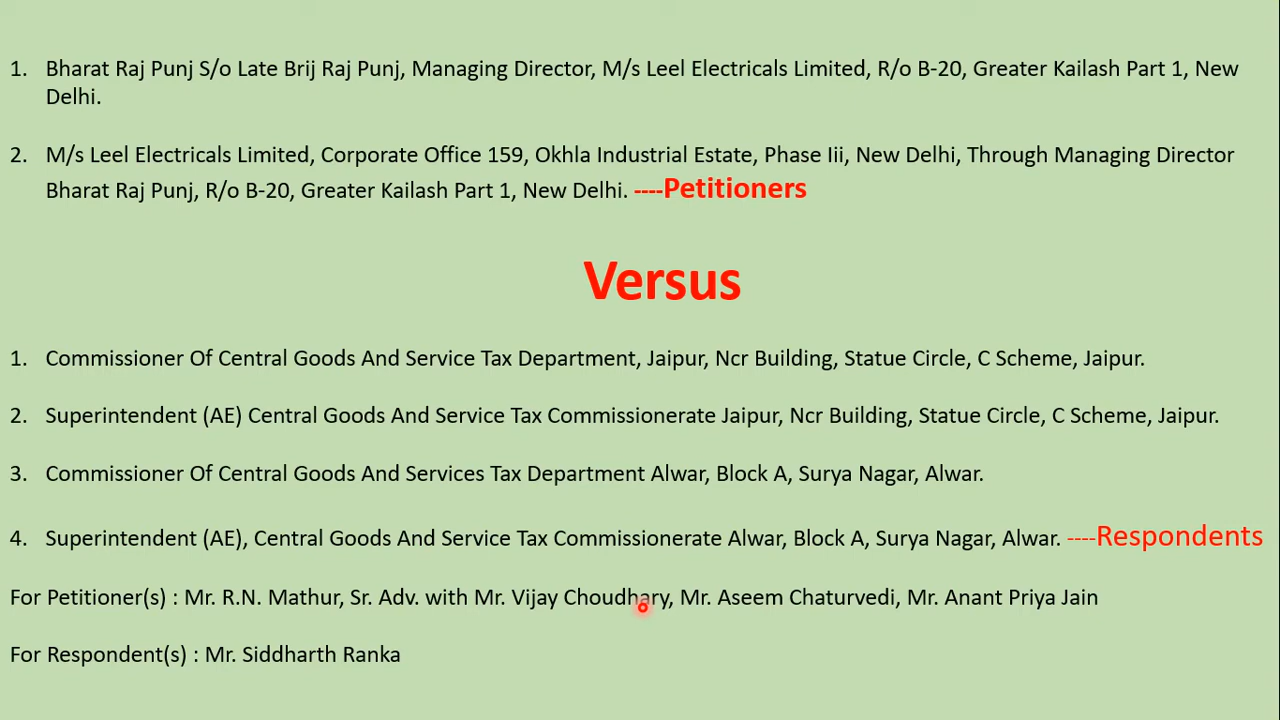 1. Bharat Raj Punj S/o Late Brij Raj Punj, Managing Director, M/s Leel Electricals Limited, R/o B-20, Greater Kailash Part 1, New
Delhi.
2. M/s Leel Electricals Limited, Corporate Office 159, Okhla Industrial Estate, Phase Iii, New Delhi, Through Managing Director
Bharat Raj Punj, R/o B-20, Greater Kailash Part 1, New Delhi. ----Petitioners
Versus
1. Commissioner Of Central Goods And Service Tax Department, Jaipur, Ncr Building, Statue Circle, C Scheme, Jaipur.
2. Superintendent (AE) Central Goods And Service Tax Commissionerate Jaipur, Ncr Building, Statue Circle, C Scheme, Jaipur.
3. Commissioner Of Central Goods And Services Tax Department Alwar, Block A, Surya Nagar, Alwar.
4. Superintendent (AE), Central Goods And Service Tax Commissionerate Alwar, Block A, Surya Nagar, Alwar. ----Respondents
For Petitioner(s) : Mr. R.N. Mathur, Sr. Adv. with Mr. Vijay Choudhary, Mr. Aseem Chaturvedi, Mr. Anant Priya Jain
For Respondent(s) : Mr. Siddharth Ranka